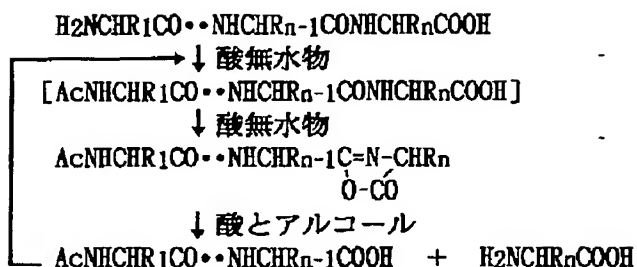 H2NCHR1CO••NHCHRn-1CONHCHRnCOOH
↓ 酸無水物
[AcNHCHR1CO••NHCHRn-1CONHCHRnCOOH]
↓ 酸無水物
AcNHCHR1CO••NHCHRn-1C=N-CHRn
O-CO
↓ 酸とアルコール
AcNHCHR1CO••NHCHRn-1COOH + H2NCHRnCOOH